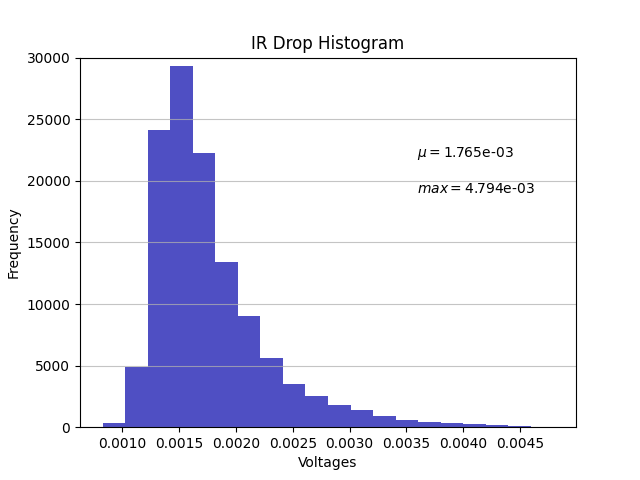 IR Drop Histogram
30000
25000
20000
15000
10000
5000
0
Frequency
μ = 1.765e-03
max = 4.794e-03
0.0010 0.0015 0.0020 0.0025 0.0030 0.0035 0.0040 0.0045
Voltages